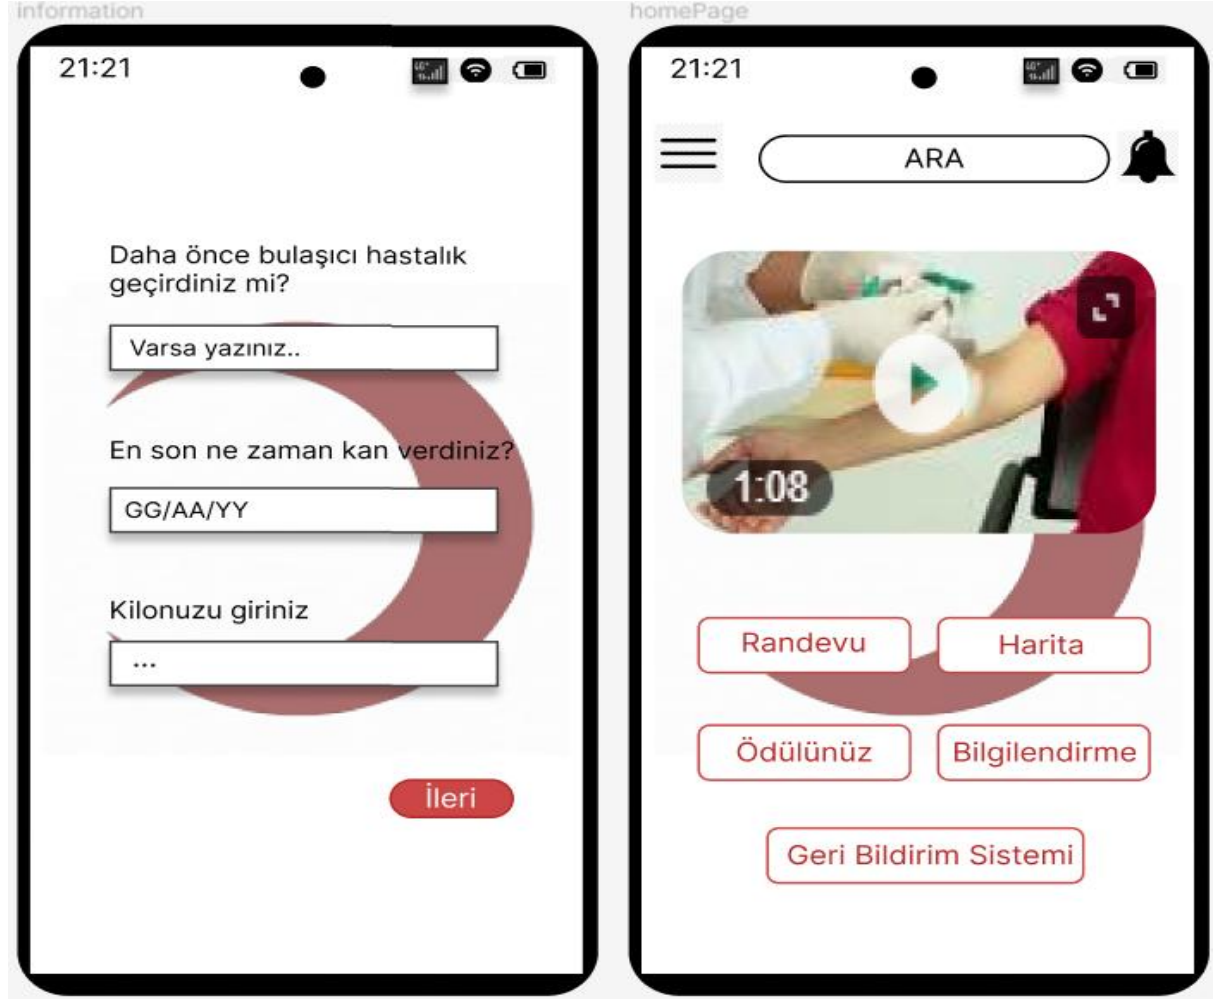 information
21:21
Daha önce bulaşıcı hastalık
geçirdiniz mi?
Varsa yazınız..
En son ne zaman kan verdiniz?
GG/AA/YY
Kilonuzu giriniz
...
İleri
homePage
21:21
ARA
1:08
Randevu
Harita
Ödülünüz
Bilgilendirme
Geri Bildirim Sistemi